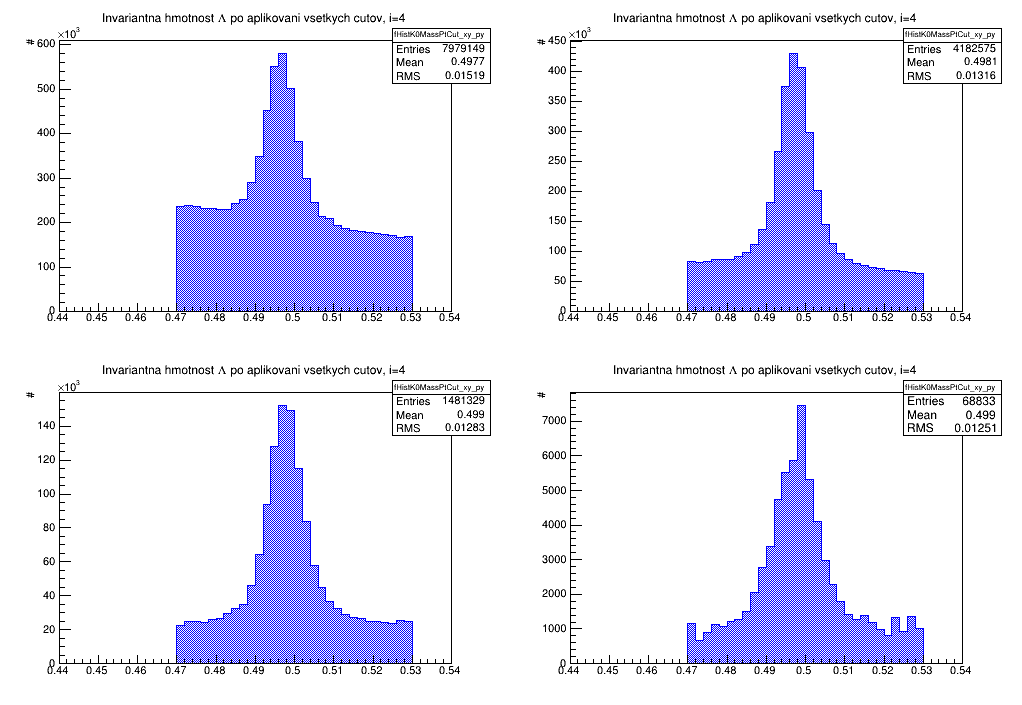 Invariantna hmotnost Λ po aplikovani vsetkych cutov, i=4
fHistK0MassPtCut_xy_py
Entries 7979149
Mean 0.4977
RMS 0.01519
#
×10³
600
500
400
300
200
100
0
0.44 0.45 0.46 0.47 0.48 0.49 0.5 0.51 0.52 0.53 0.54
Invariantna hmotnost Λ po aplikovani vsetkych cutov, i=4
fHistK0MassPtCut_xy_py
Entries 4182575
Mean 0.4981
RMS 0.01316
#
×10³
450
400
350
300
250
200
150
100
50
0
0.44 0.45 0.46 0.47 0.48 0.49 0.5 0.51 0.52 0.53 0.54
Invariantna hmotnost Λ po aplikovani vsetkych cutov, i=4
fHistK0MassPtCut_xy_py
Entries 1481329
Mean 0.499
RMS 0.01283
#
×10³
140
120
100
80
60
40
20
0
0.44 0.45 0.46 0.47 0.48 0.49 0.5 0.51 0.52 0.53 0.54
Invariantna hmotnost Λ po aplikovani vsetkych cutov, i=4
fHistK0MassPtCut_xy_py
Entries 68833
Mean 0.499
RMS 0.01251
#
7000
6000
5000
4000
3000
2000
1000
0
0.44 0.45 0.46 0.47 0.48 0.49 0.5 0.51 0.52 0.53 0.54